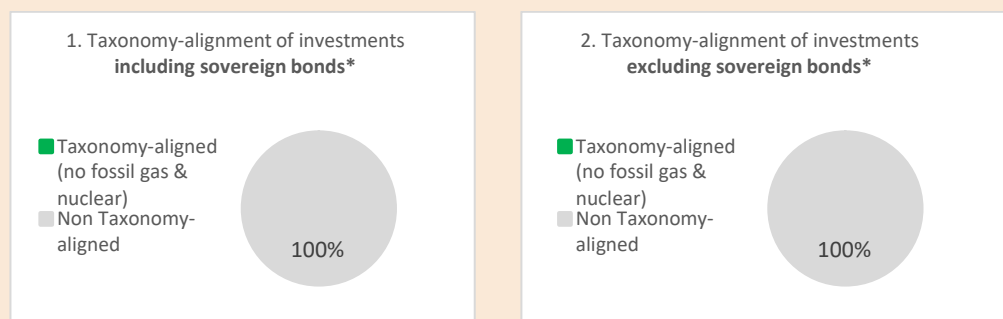 1. Taxonomy-alignment of investments
including sovereign bonds*
Taxonomy-aligned
(no fossil gas &
nuclear)
Non Taxonomy-
aligned
100%
2. Taxonomy-alignment of investments
excluding sovereign bonds*
Taxonomy-aligned
(no fossil gas &
nuclear)
Non Taxonomy-
aligned
100%